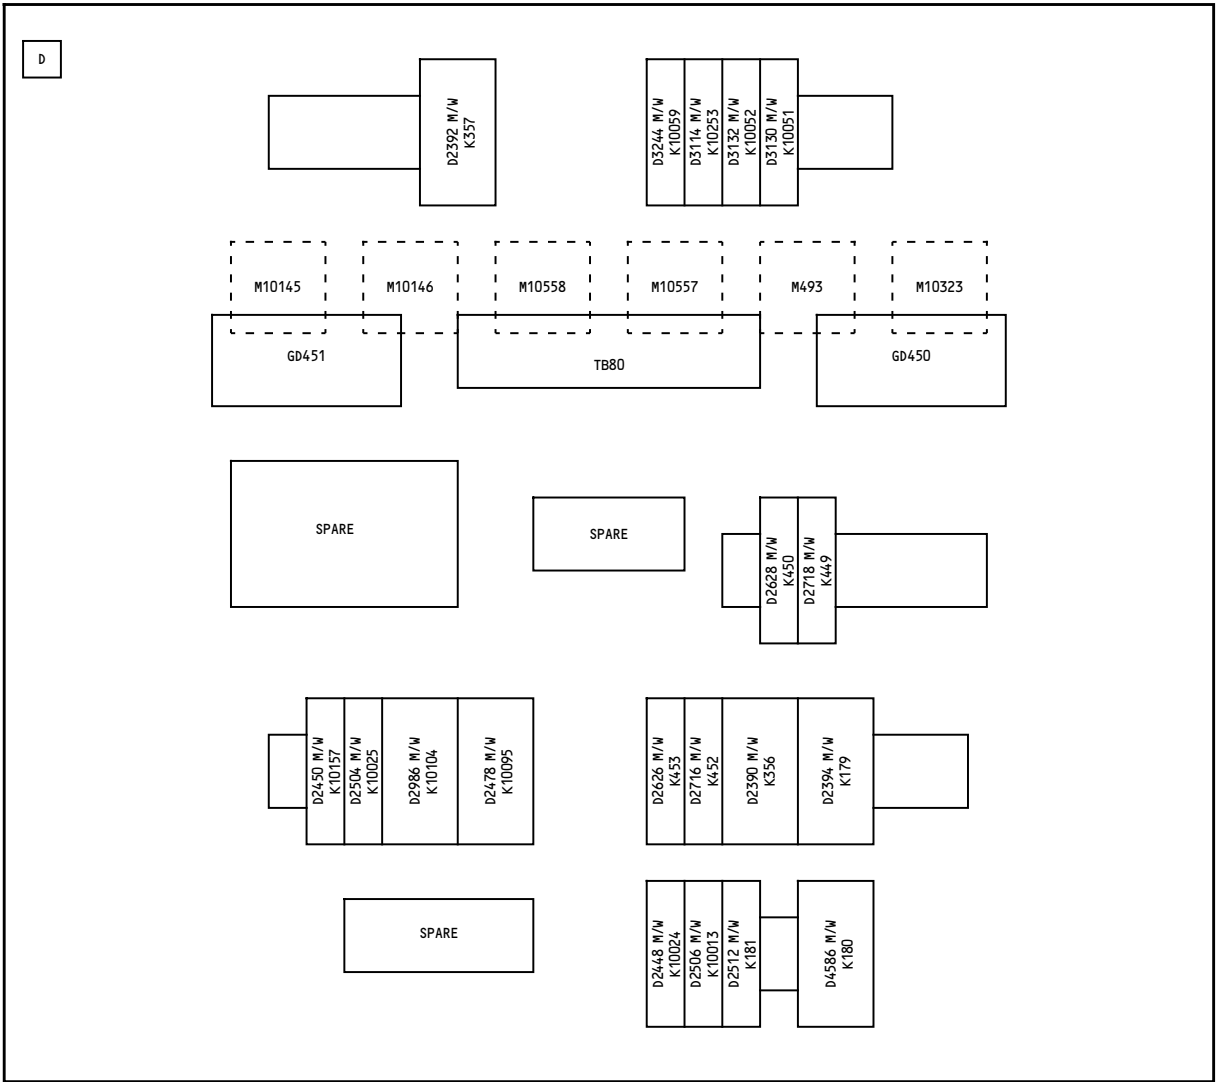 D
D2392 M/W
K357
D3244 M/W
K10059
D3114 M/W
K10253
D3132 M/W
K10052
D3130 M/W
K10051
M10145
M10146
M10558
M10557
M493
M10323
GD451
TB80
GD450
SPARE
SPARE
D2628 M/W
K450
D2718 M/W
K449
D2450 M/W
K10157
D2504 M/W
K10025
D2986 M/W
K10104
D2478 M/W
K10095
D2626 M/W
K453
D2716 M/W
K452
D2390 M/W
K356
D2394 M/W
K179
SPARE
D2448 M/W
K10024
D2506 M/W
K10013
D2512 M/W
K181
D4586 M/W
K180